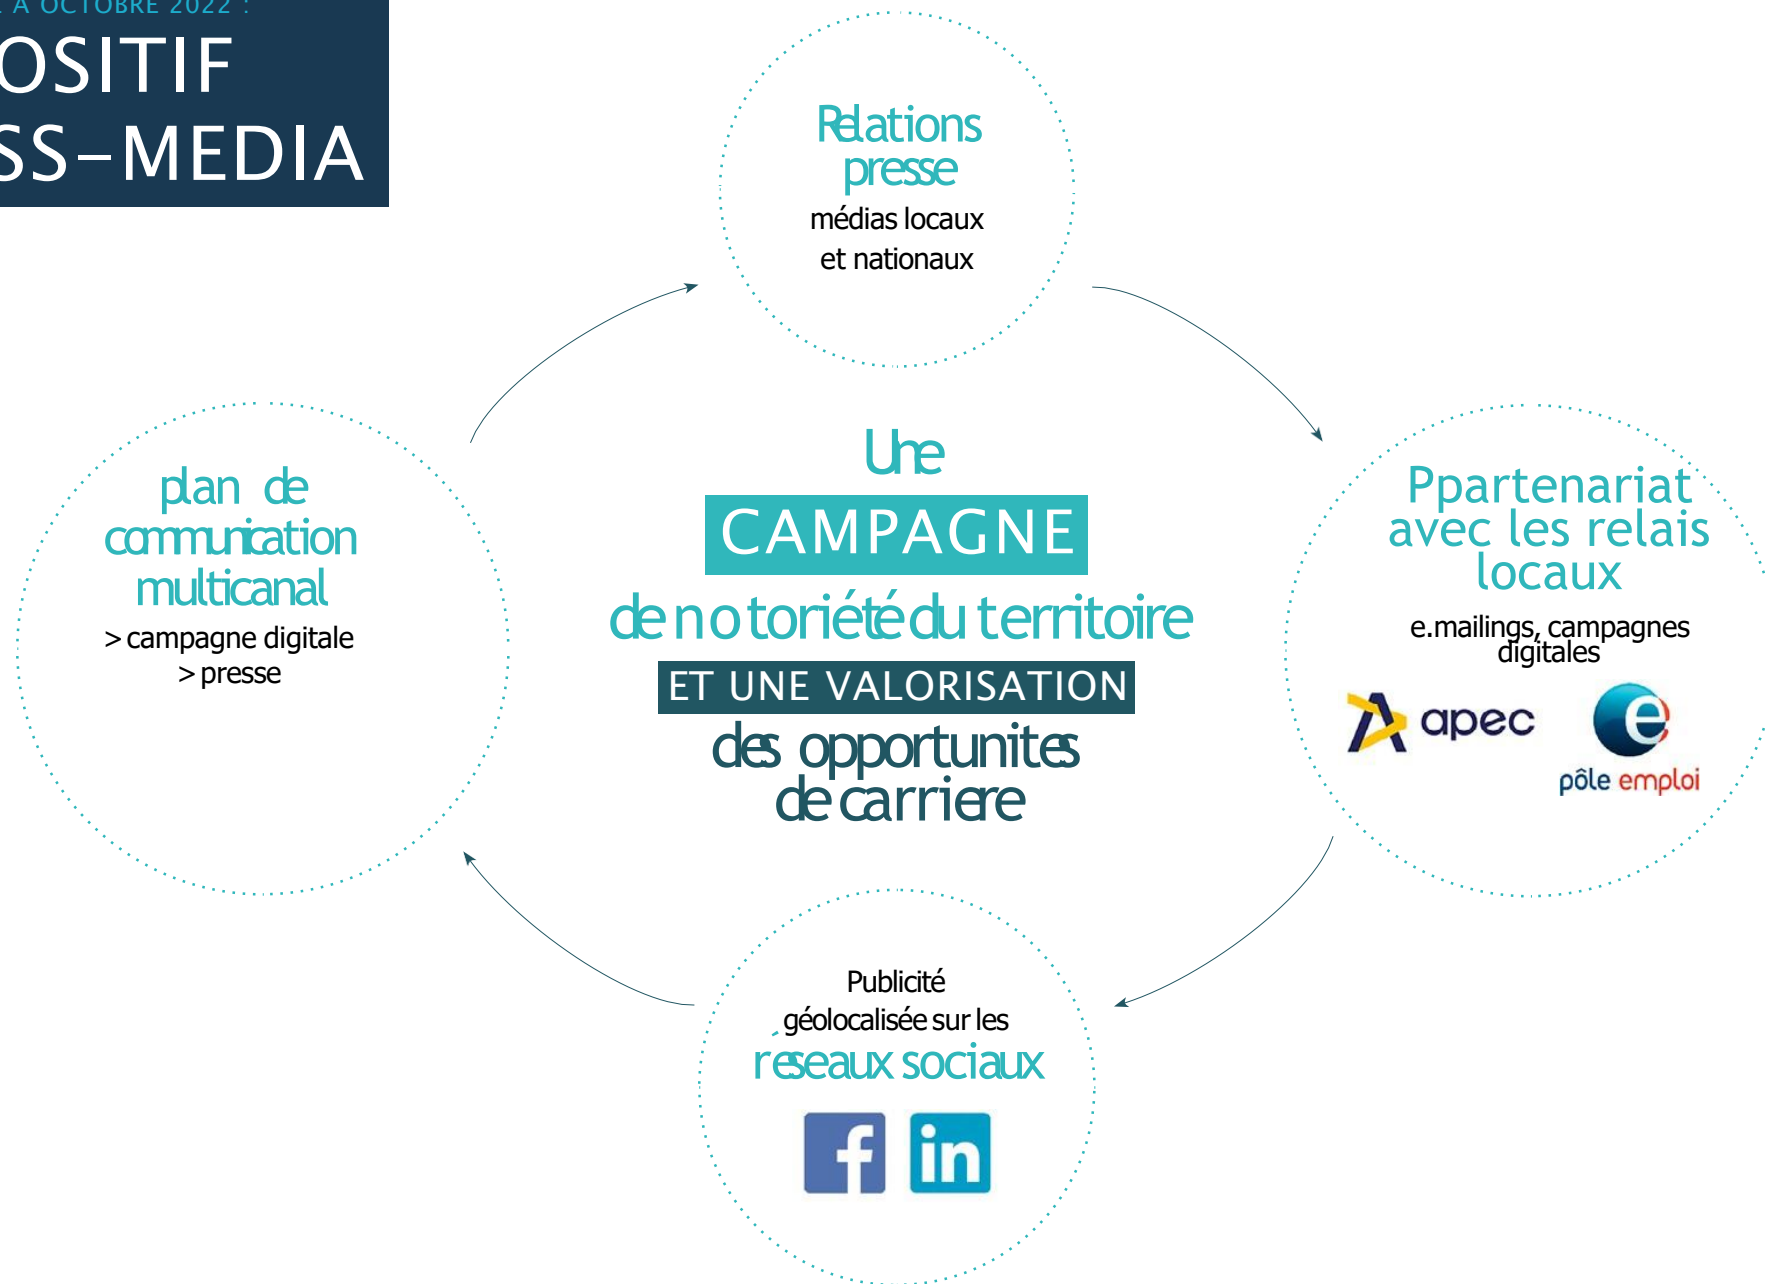 À OCTOBRE 2022 :
OSITIF
SS-MEDIA
Relations
presse
médias locaux
et nationaux
plan de
communication
multicanal
> campagne digitale
> presse
Une
CAMPAGNE
de notoriété du territoire
ET UNE VALORISATION
des opportunites
de carriere
Ppartenariat
avec les relais
locaux
e.mailings, campagnes
digitales
apec
pôle emploi
Publicité
géolocalisée sur les
réseaux sociaux
f in